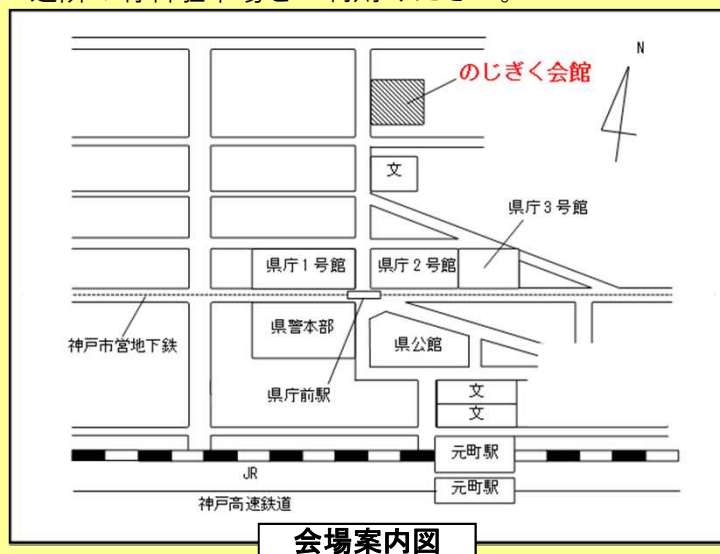 N
のじぎく会館
文
県庁3号館
県庁1号館
県庁2号館
県警本部
県公館
神戸市営地下鉄
県庁前駅
文
文
元町駅
JR
元町駅
神戸高速鉄道
会場案内図